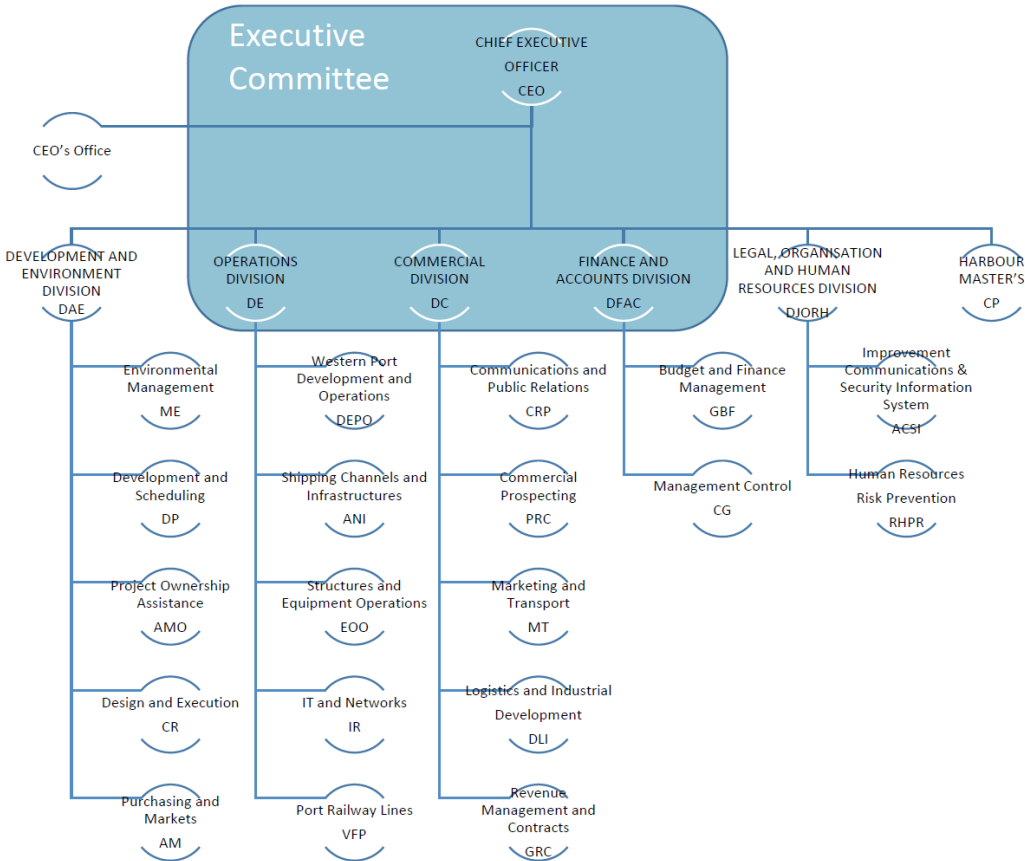 Executive
Committee
CHIEF EXECUTIVE
OFFICER
CEO
CEO's Office
DEVELOPMENT AND
ENVIRONMENT
DIVISION
DAE
OPERATIONS
DIVISION
DE
COMMERCIAL
DIVISION
DC
FINANCE AND
ACCOUNTS DIVISION
DFAC
LEGAL, ORGANISATION
AND HUMAN
RESOURCES DIVISION
DJORH
HARBOUR
MASTER'S
CP
Environmental
Management
ME
Development and
Scheduling
DP
Project Ownership
Assistance
AMO
Design and Execution
CR
Purchasing and
Markets
AM
Western Port
Development and
Operations
DEPO
Shipping Channels and
Infrastructures
ANI
Structures and
Equipment Operations
EOO
IT and Networks
IR
Port Railway Lines
VFP
Communications and
Public Relations
CRP
Commercial
Prospecting
PRC
Marketing and
Transport
MT
Logistics and Industrial
Development
DLI
Revenue
Management and
Contracts
GRC
Budget and Finance
Management
GBF
Management Control
CG
Improvement
Communications &
Security Information
System
ACSI
Human Resources
Risk Prevention
RHPR